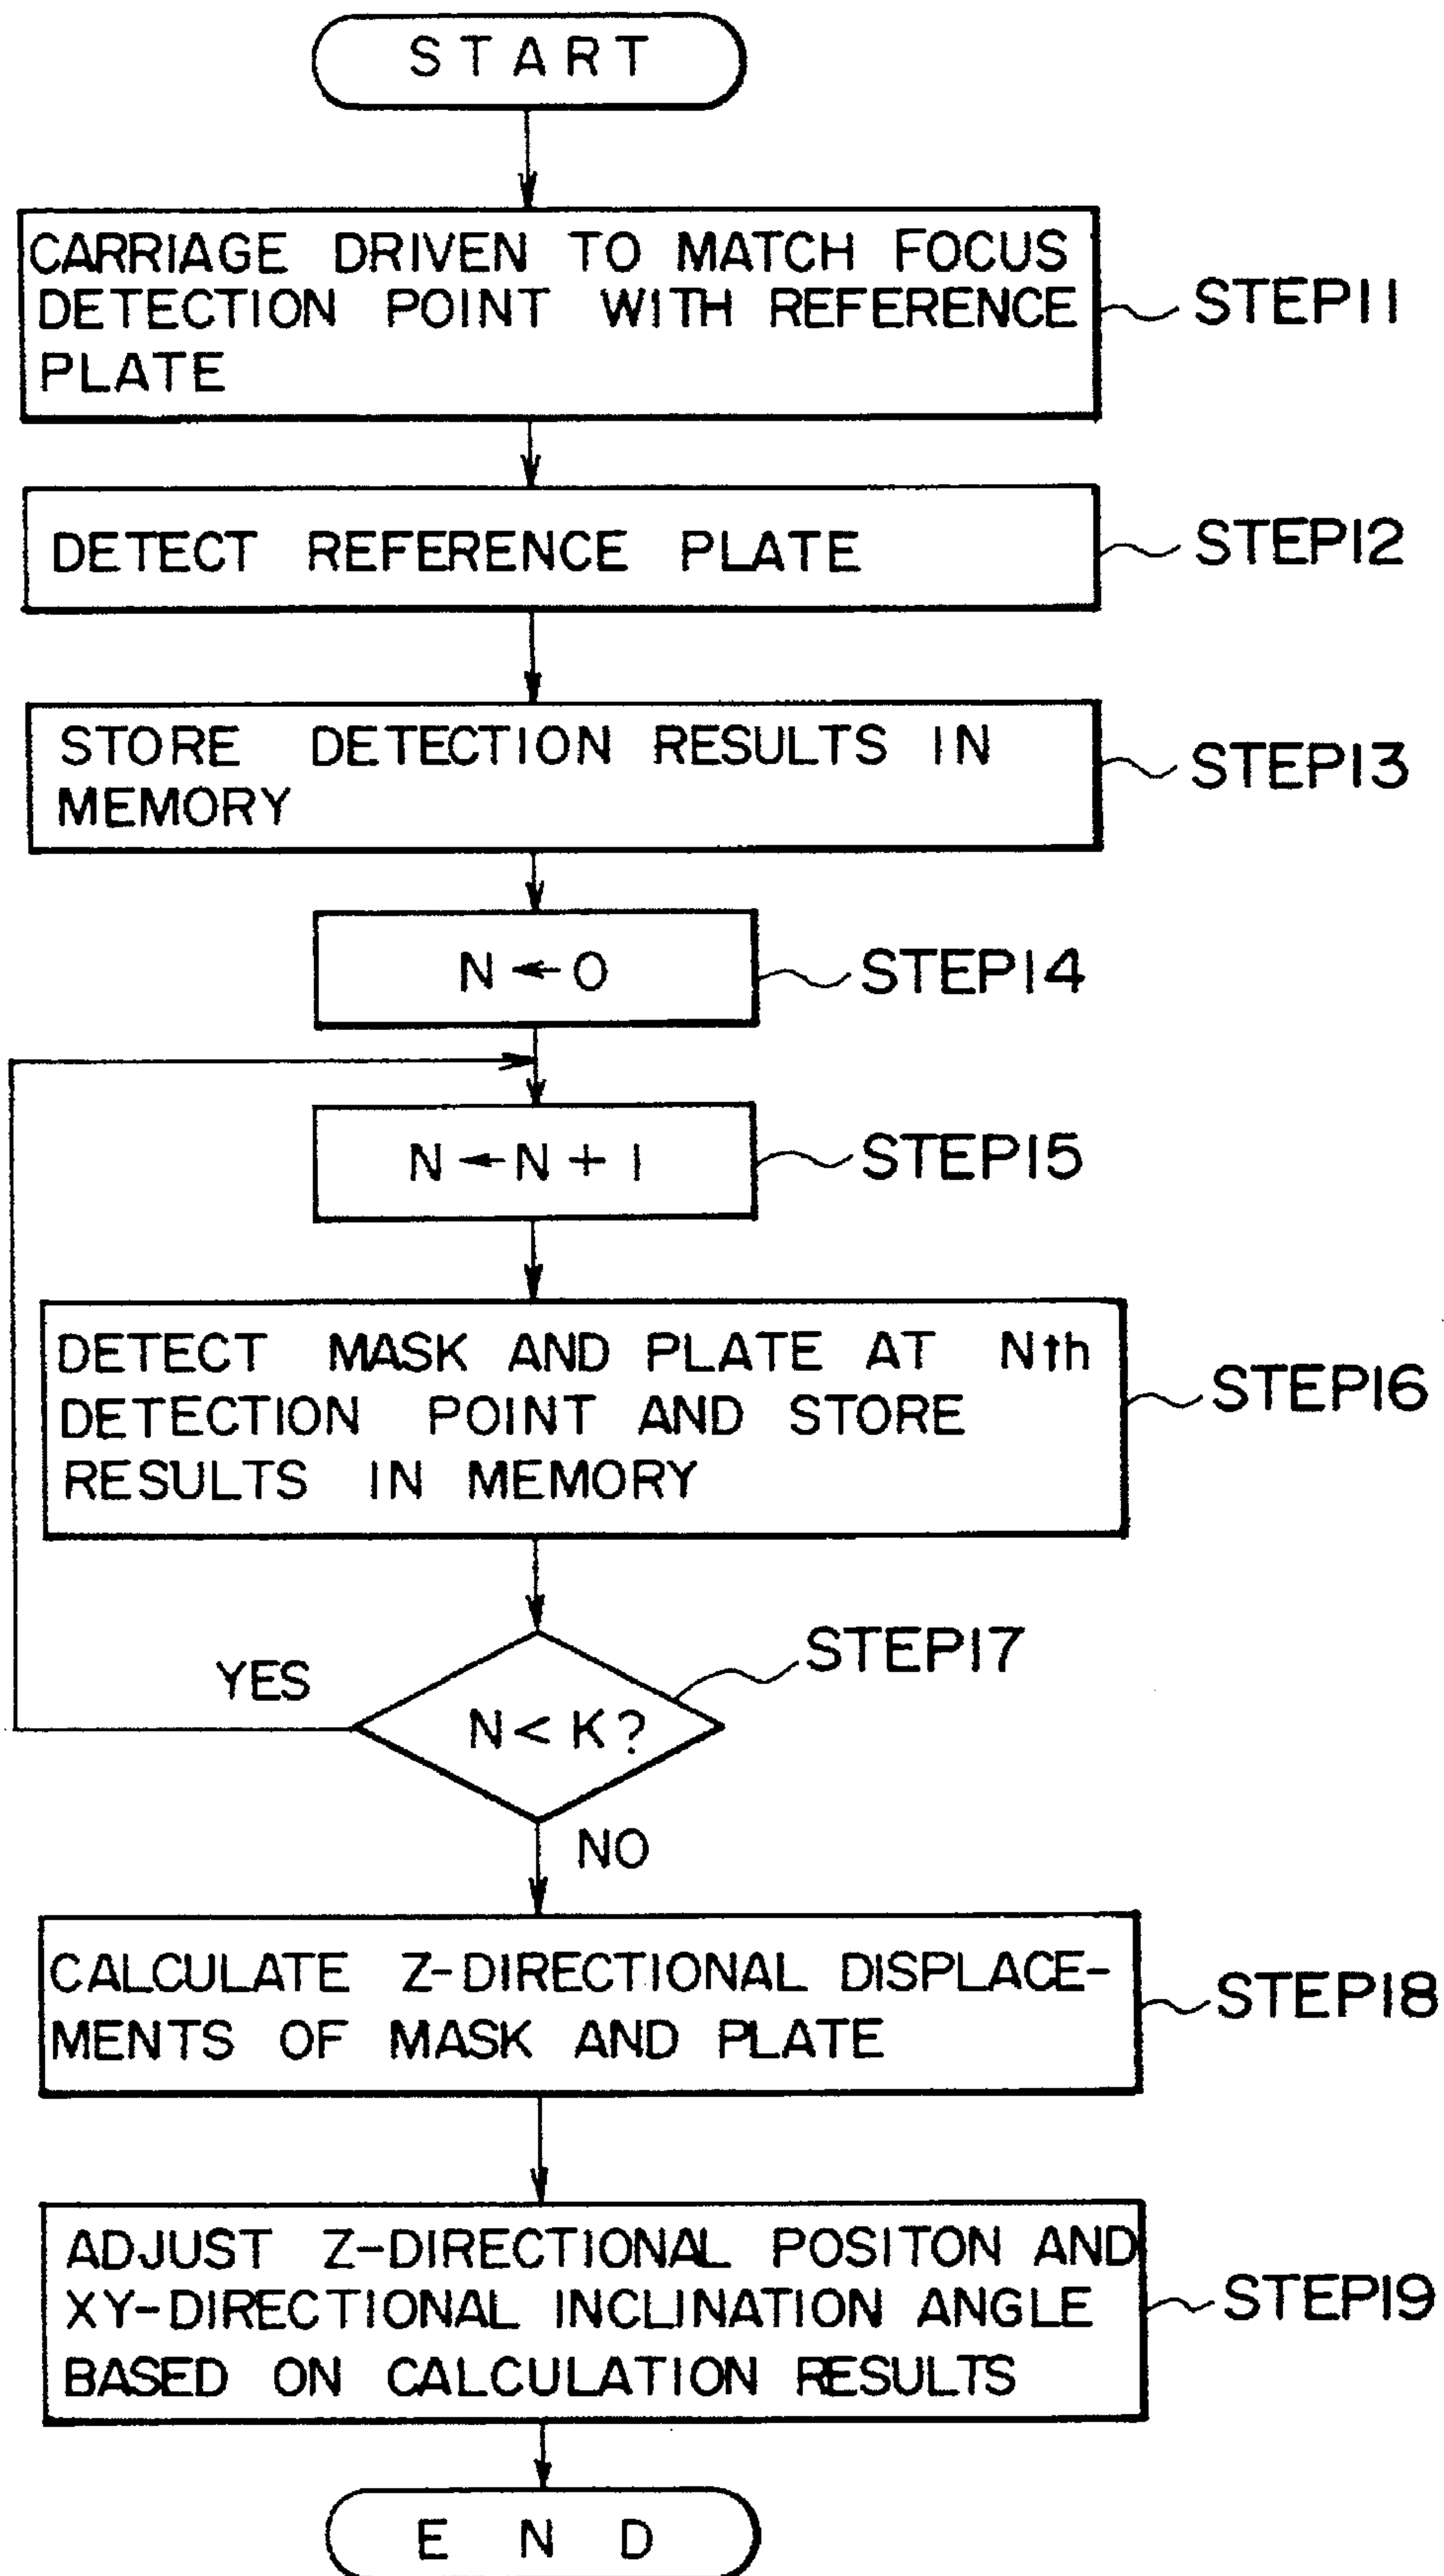 START
CARRIAGE DRIVEN TO MATCH FOCUS
DETECTION POINT WITH REFERENCE
PLATE
STEP11
DETECT REFERENCE PLATE
STEP12
STORE DETECTION RESULTS IN
MEMORY
STEP13
N←0
STEP14
N←N+1
STEP15
DETECT MASK AND PLATE AT Nth
DETECTION POINT AND STORE
RESULTS IN MEMORY
STEP16
STEP17
YES
N<K?
NO
CALCULATE Z-DIRECTIONAL DISPLACE-
MENTS OF MASK AND PLATE
STEP18
ADJUST Z-DIRECTIONAL POSITON AND
XY-DIRECTIONAL INCLINATION ANGLE
BASED ON CALCULATION RESULTS
STEP19
END